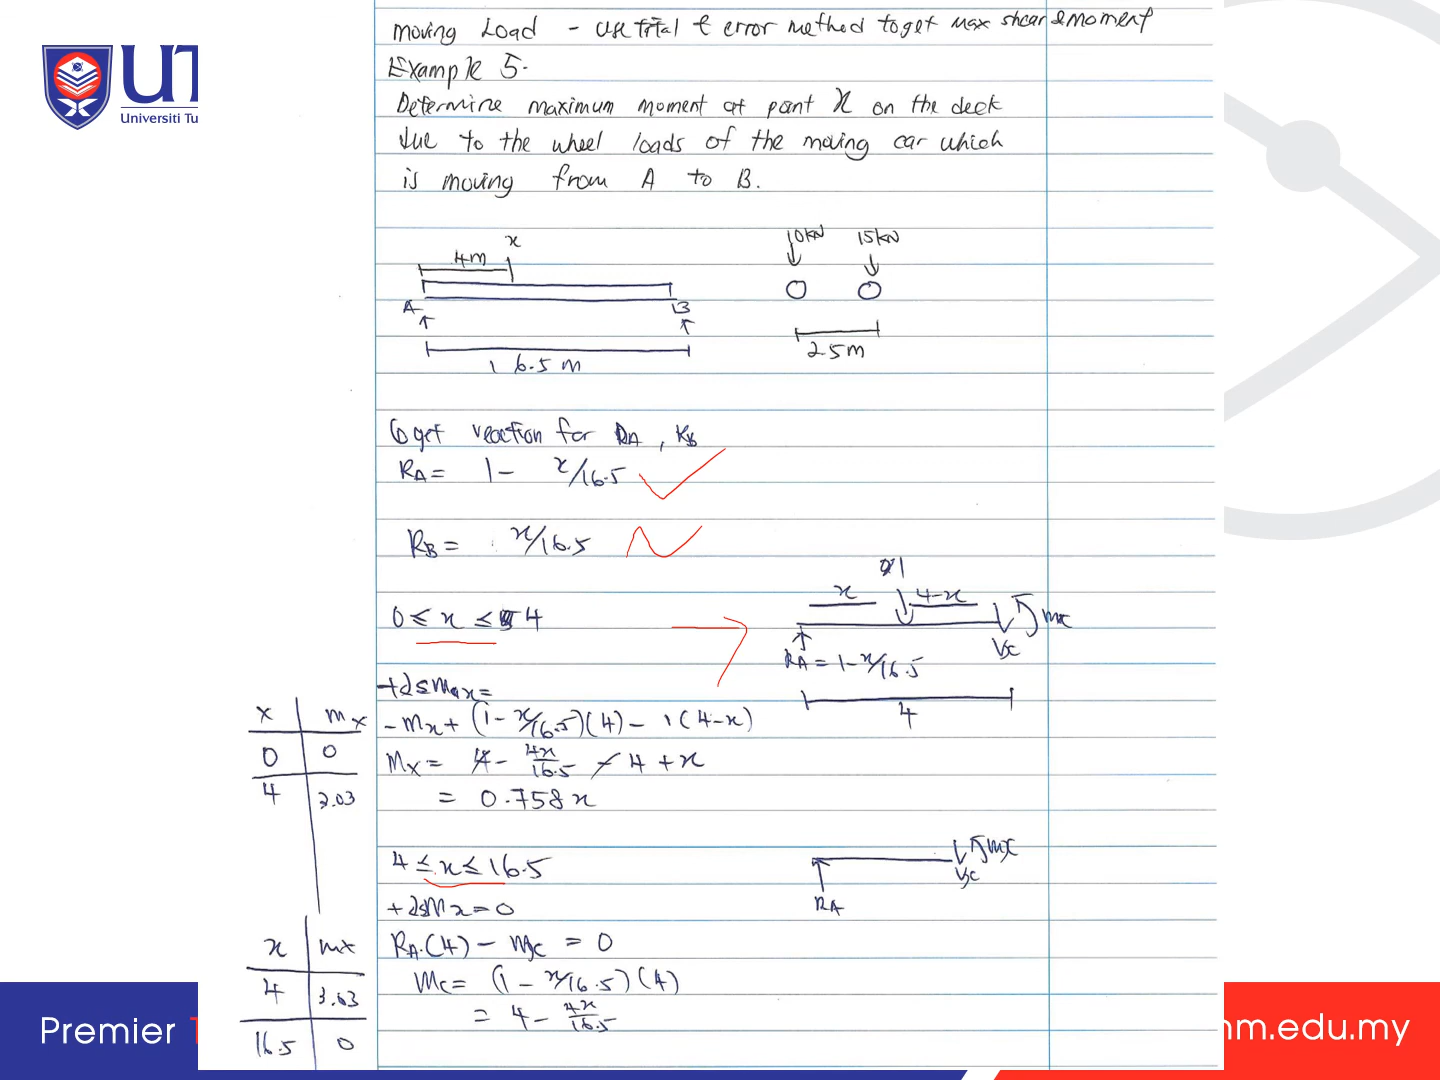 Moving Load - use trial & error method to get max shear & moment
Example 5.
Determine maximum moment at point x on the deck
due to the wheel loads of the moving car which
is moving from A to B.
UT
Universiti Tu
x
4m
10kN 15kN
A B
2.5m
16.5 m
to get reaction for RA, RB
RA = 1 - x/16.5
RB = x/16.5
1
x 4-x
0 ≤ x ≤ 4
Mx
Vc
RA = 1-x/16.5
4
x Mx
0 0
4 3.03
- Mx + (1 - x/16.5)(4) - 1(4-x)
Mx = 4 - 4x/16.5 - 4 + x
= 0.758x
4 ≤ x ≤ 16.5
Mx
Vc
RA
x Mx
4 3.03
16.5 0
RA.(4) - Mc = 0
Mc = (1 - x/16.5)(4)
= 4 - 4x/16.5
Premier
hm.edu.my